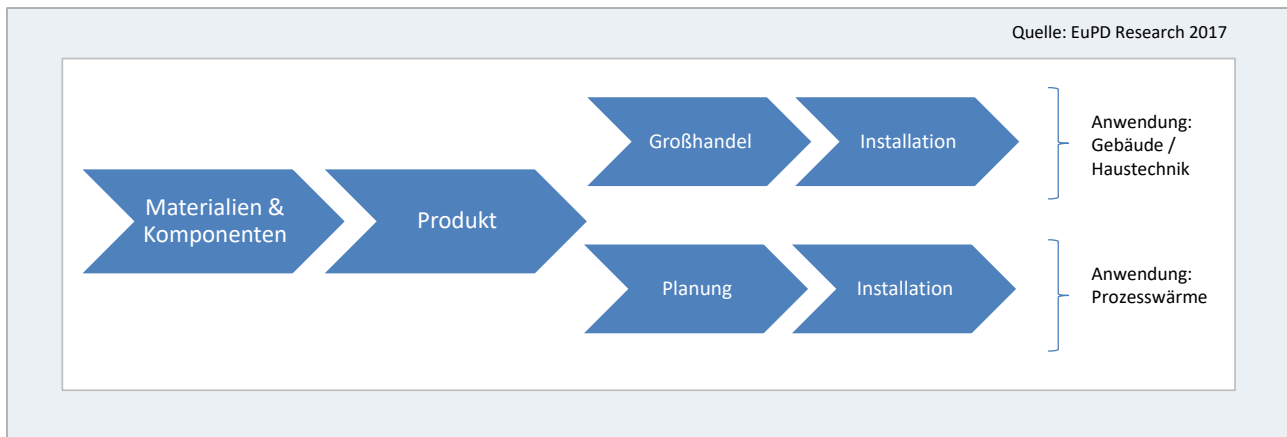 Quelle: EuPD Research 2017
Materialien &
Komponenten
Produkt
Großhandel
Installation
Anwendung:
Gebäude /
Haustechnik
Planung
Installation
Anwendung:
Prozesswärme